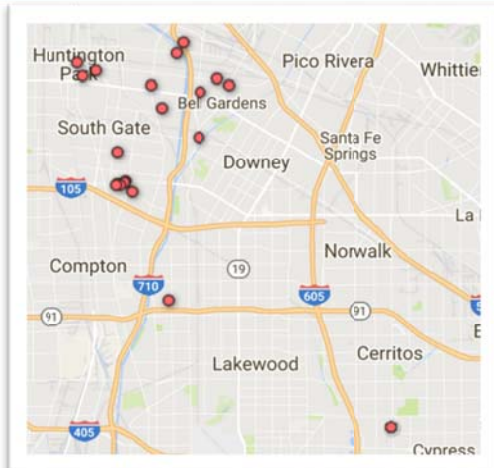 Huntington
Park
Pico Rivera
Whittier
Bell Gardens
South Gate
Santa Fe
Springs
Downey
105
La
Compton
19
Norwalk
710
605
5
91
91
Cerritos
Lakewood
405
Cypress